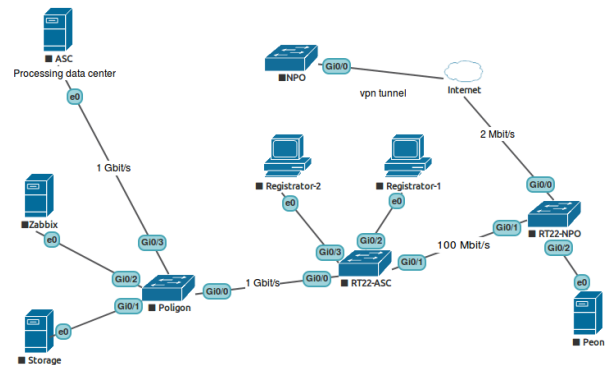 ■ ASC
Processing data center
e0
1 Gbit/s
■NPO
Gi0/0
vpn tunnel
Internet
2 Mbit/s
Gi0/0
■ Registrator-2
e0
■ Registrator-1
e0
■Zabbix
e0
Gi0/3
Gi0/2
Gi0/1
Gi0/0
■ Poligon
1 Gbit/s
Gi0/3
Gi0/2
Gi0/0
Gi0/1
■ RT22-ASC
100 Mbit/s
Gi0/1
■ RT22-NPO
Gi0/2
e0
■ Storage
e0
■ Peon